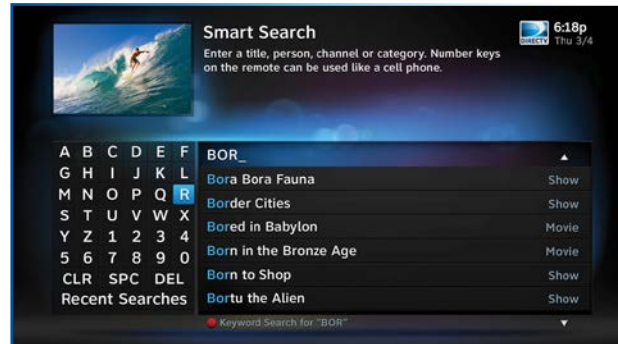 Smart Search
Enter a title, person, channel or category. Number keys
on the remote can be used like a cell phone.
DIRECTV
6:18p
Thu 3/4
A B C D E F
G H I J K L
M N O P Q R
S T U V W X
Y Z 1 2 3 4
5 6 7 8 9 0
CLR SPC DEL
Recent Searches
BOR_
Bora Bora Fauna Show
Border Cities Show
Bored in Babylon Movie
Born in the Bronze Age Movie
Born to Shop Show
Bortu the Alien Show
Keyword Search for "BOR"